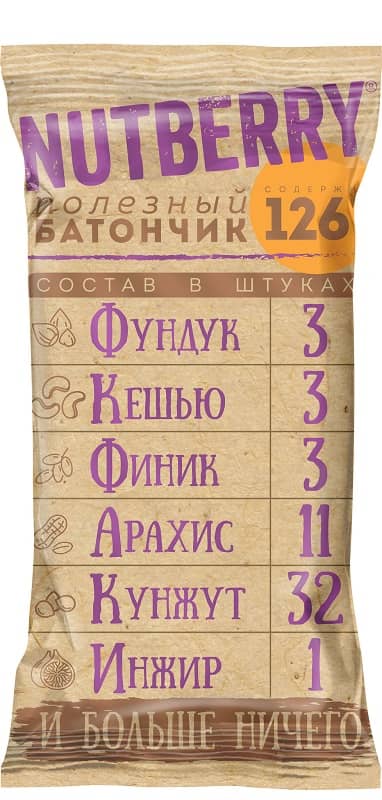 NUTBERRY®
полезный
БАТОНЧИК
СОДЕРЖ
126
СОСТАВ В ШТУКАХ
ФУНДУК 3
КЕШЬЮ 3
ФИНИК 3
АРАХИС 11
КУНЖУТ 32
ИНЖИР 1
И БОЛЬШЕ НИЧЕГО